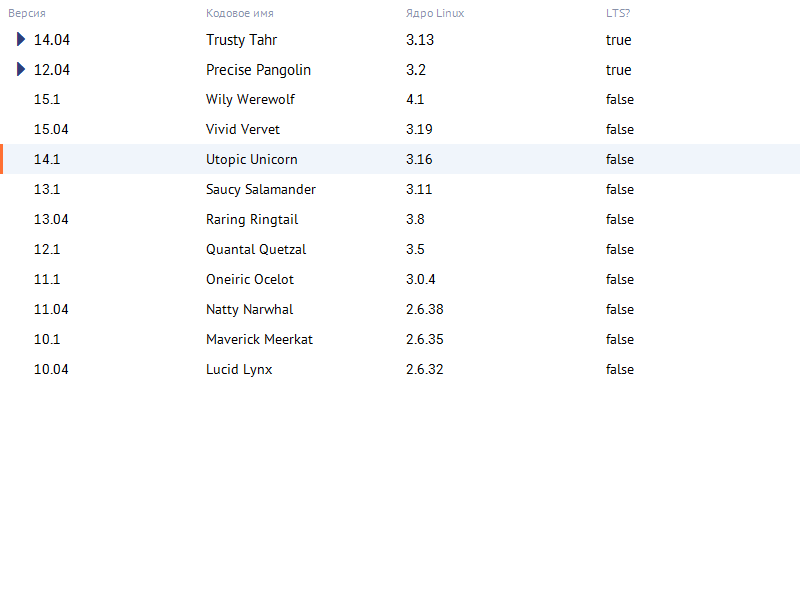 Версия Кодовое имя Ядро Linux LTS?
14.04 Trusty Tahr 3.13 true
12.04 Precise Pangolin 3.2 true
15.1 Wily Werewolf 4.1 false
15.04 Vivid Vervet 3.19 false
14.1 Utopic Unicorn 3.16 false
13.1 Saucy Salamander 3.11 false
13.04 Raring Ringtail 3.8 false
12.1 Quantal Quetzal 3.5 false
11.1 Oneiric Ocelot 3.0.4 false
11.04 Natty Narwhal 2.6.38 false
10.1 Maverick Meerkat 2.6.35 false
10.04 Lucid Lynx 2.6.32 false